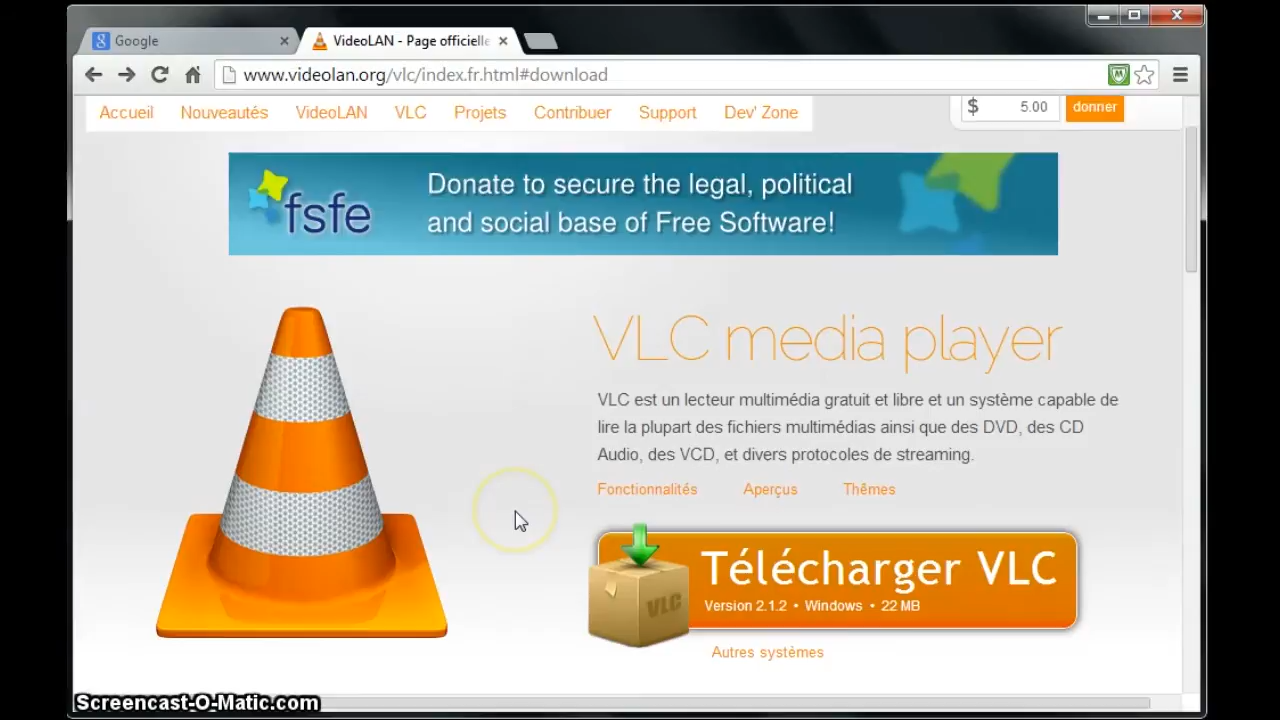 Google
VideoLAN - Page officielle
www.videolan.org/vlc/index.fr.html#download
Accueil Nouveautés VideoLAN VLC Projets Contribuer Support Dev' Zone
$ 5.00 donner
fsfe
Donate to secure the legal, political
and social base of Free Software!
VLC media player
VLC est un lecteur multimédia gratuit et libre et un système capable de
lire la plupart des fichiers multimédias ainsi que des DVD, des CD
Audio, des VCD, et divers protocoles de streaming.
Fonctionnalités Aperçus Thêmes
VLC
Télécharger VLC
Version 2.1.2 • Windows • 22 MB
Autres systèmes
Screencast-O-Matic.com